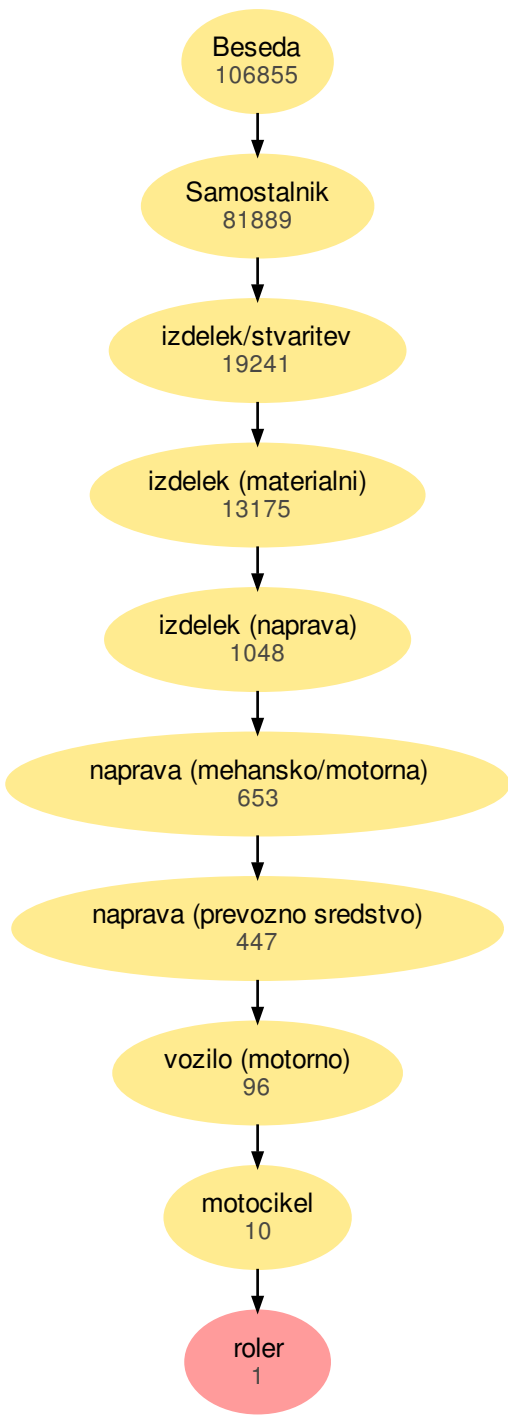 Beseda
106855
Samostalnik
81889
izdelek/stvaritev
19241
izdelek (materialni)
13175
izdelek (naprava)
1048
naprava (mehansko/motorna)
653
naprava (prevozno sredstvo)
447
vozilo (motorno)
96
motocikel
10
roler
1